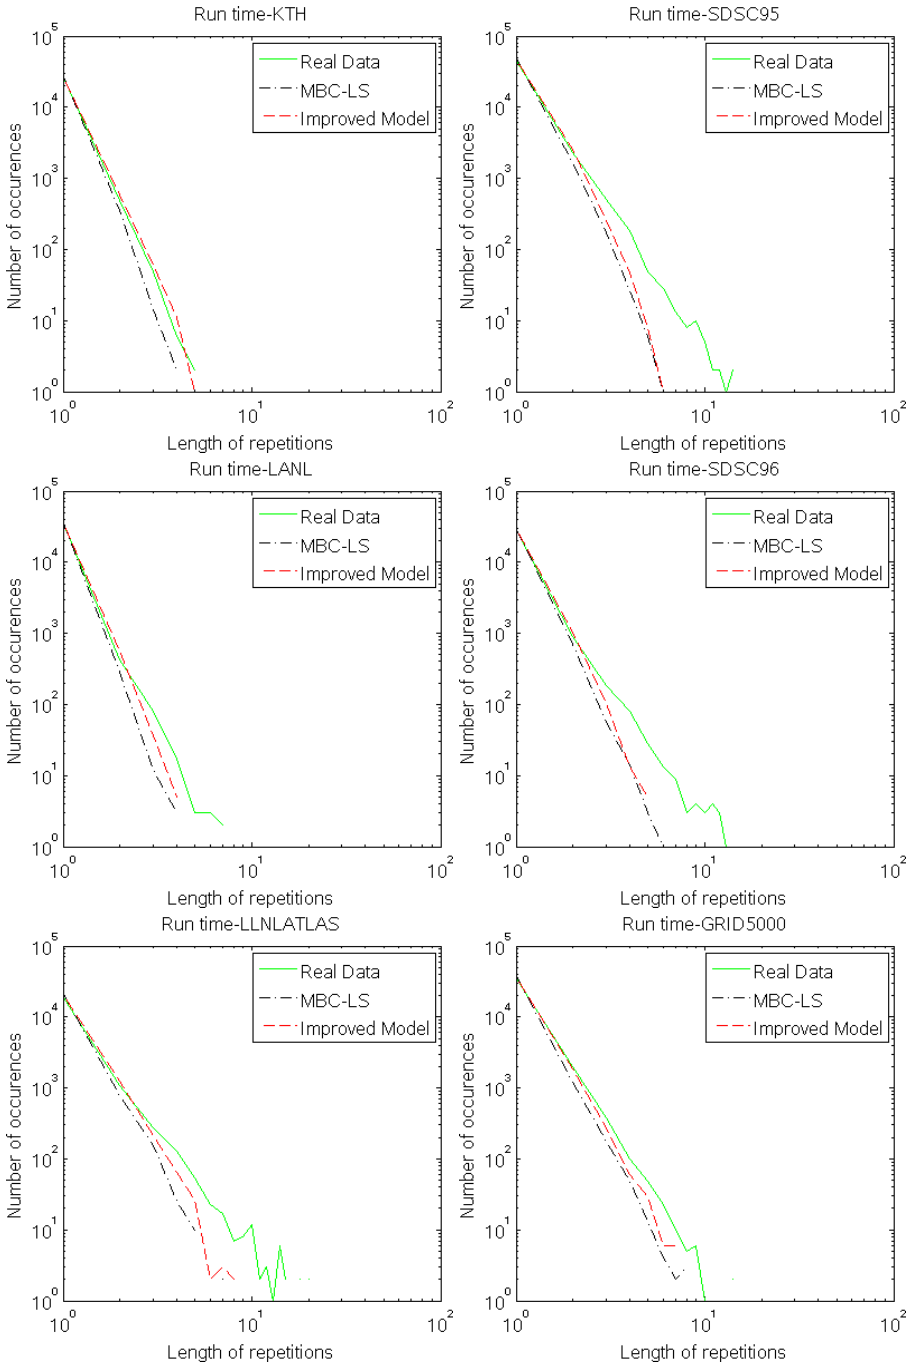 Run time-KTH
10^5
10^4
10^3
10^2
10^1
10^0
Number of occurences
Real Data
MBC-LS
Improved Model
10^0
10^1
10^2
Length of repetitions
Run time-SDSC95
10^5
10^4
10^3
10^2
10^1
10^0
Number of occurences
Real Data
MBC-LS
Improved Model
10^0
10^1
10^2
Length of repetitions
Run time-LANL
10^5
10^4
10^3
10^2
10^1
10^0
Number of occurences
Real Data
MBC-LS
Improved Model
10^0
10^1
10^2
Length of repetitions
Run time-SDSC96
10^5
10^4
10^3
10^2
10^1
10^0
Number of occurences
Real Data
MBC-LS
Improved Model
10^0
10^1
10^2
Length of repetitions
Run time-LLNLATLAS
10^5
10^4
10^3
10^2
10^1
10^0
Number of occurences
Real Data
MBC-LS
Improved Model
10^0
10^1
10^2
Length of repetitions
Run time-GRID5000
10^5
10^4
10^3
10^2
10^1
10^0
Number of occurences
Real Data
MBC-LS
Improved Model
10^0
10^1
10^2
Length of repetitions